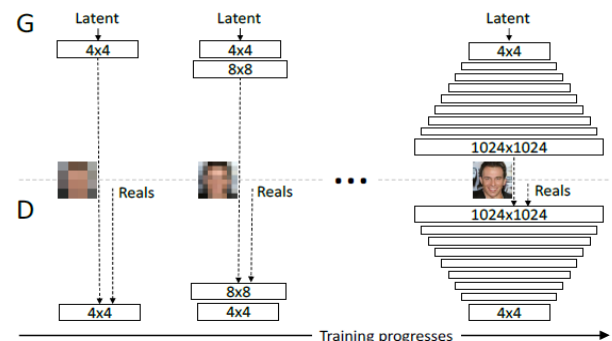 G
Latent
4x4
Latent
4x4
8x8
Latent
4x4
1024x1024
Reals
Reals
...
Reals
D
4x4
8x8
4x4
1024x1024
4x4
Training progresses